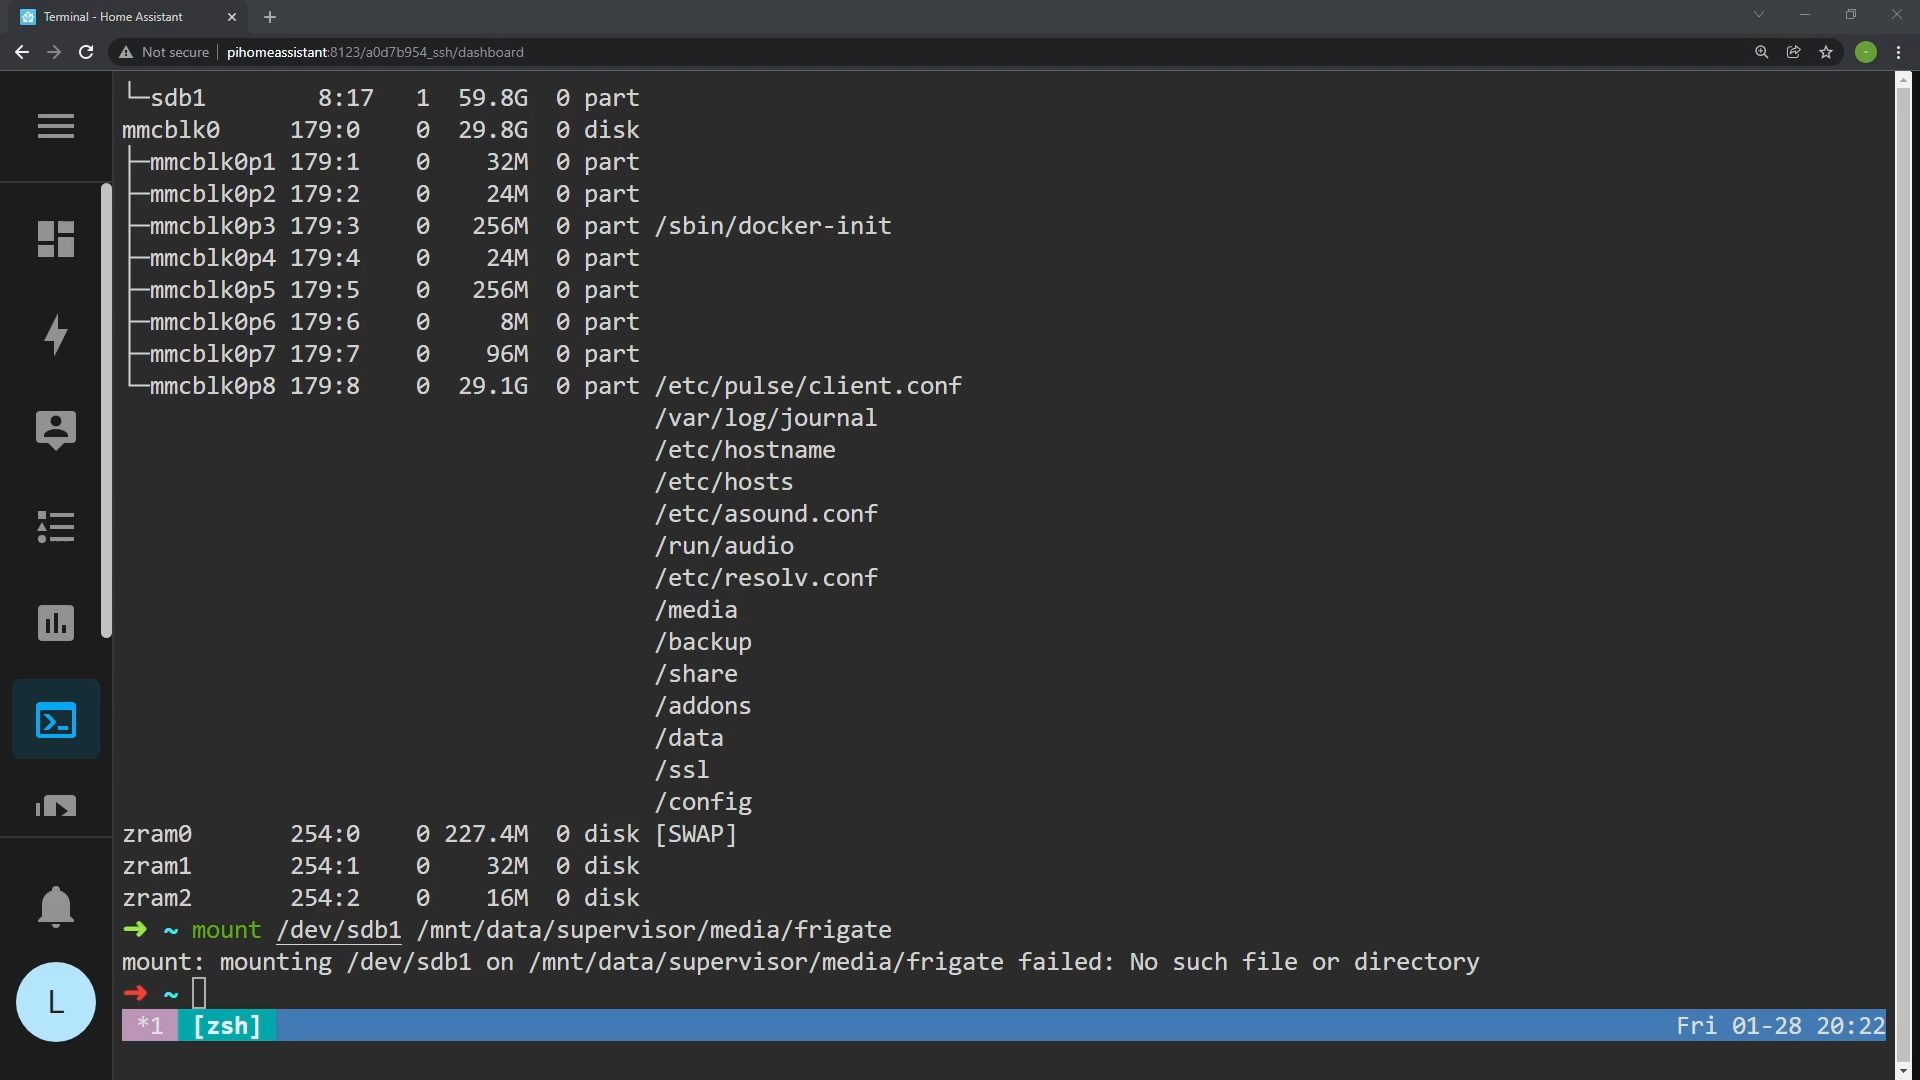 Terminal - Home Assistant
Not secure pihomeassistant:8123/a0d7b954_ssh/dashboard
└─sdb1        8:17   1  59.8G  0 part
mmcblk0     179:0    0  29.8G  0 disk
├─mmcblk0p1 179:1    0    32M  0 part
├─mmcblk0p2 179:2    0    24M  0 part
├─mmcblk0p3 179:3    0   256M  0 part /sbin/docker-init
├─mmcblk0p4 179:4    0    24M  0 part
├─mmcblk0p5 179:5    0   256M  0 part
├─mmcblk0p6 179:6    0     8M  0 part
├─mmcblk0p7 179:7    0    96M  0 part
└─mmcblk0p8 179:8    0  29.1G  0 part /etc/pulse/client.conf
/var/log/journal
/etc/hostname
/etc/hosts
/etc/asound.conf
/run/audio
/etc/resolv.conf
/media
/backup
/share
/addons
/data
/ssl
/config
zram0       254:0    0 227.4M  0 disk [SWAP]
zram1       254:1    0    32M  0 disk
zram2       254:2    0    16M  0 disk
➜ ~ mount /dev/sdb1 /mnt/data/supervisor/media/frigate
mount: mounting /dev/sdb1 on /mnt/data/supervisor/media/frigate failed: No such file or directory
➜ ~
L
*1 [zsh] Fri 01-28 20:22